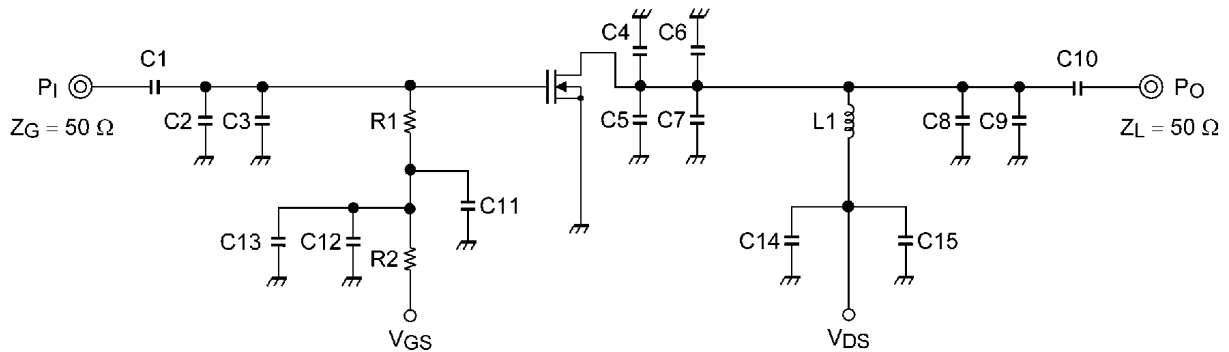 C4
C6
C1
C10
PI
PO
ZG = 50 Ω
C2
C3
R1
C5
C7
L1
C8
C9
ZL = 50 Ω
C11
C13
C12
R2
C14
C15
VGS
VDS